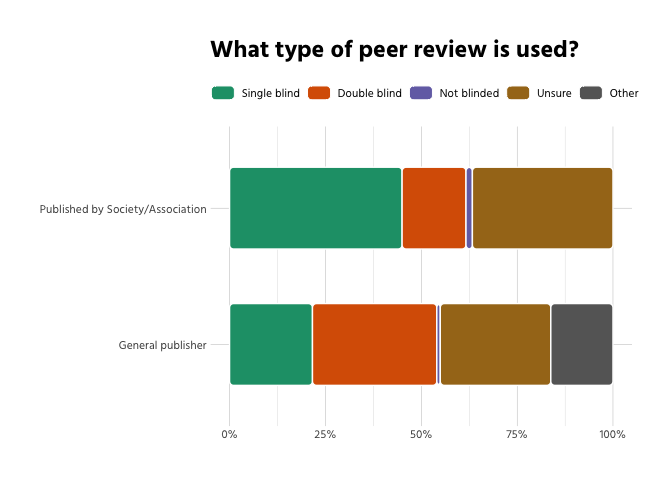 What type of peer review is used?
Single blind Double blind Not blinded Unsure Other
Published by Society/Association
General publisher
0% 25% 50% 75% 100%